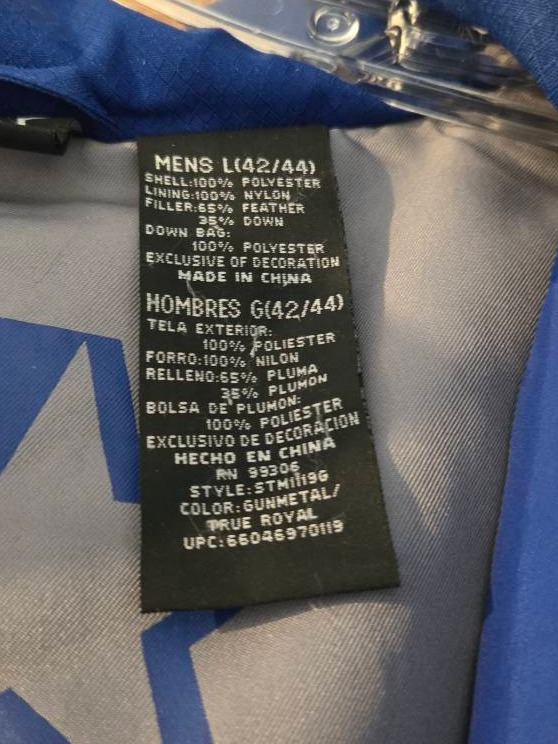 MENS L(42/44)
SHELL:100% POLYESTER
LINING:100% NYLON
FILLER:65% FEATHER
35% DOWN
DOWN BAG:
100% POLYESTER
EXCLUSIVE OF DECORATION
MADE IN CHINA
HOMBRES G(42/44)
TELA EXTERIOR:
100% POLIESTER
FORRO:100% NILON
RELLENO:65% PLUMA
35% PLUMON
BOLSA DE PLUMON:
100% POLIESTER
EXCLUSIVO DE DECORACION
HECHO EN CHINA
RN 99306
STYLE:STM1119G
COLOR:GUNMETAL/
TRUE ROYAL
UPC:66046970119